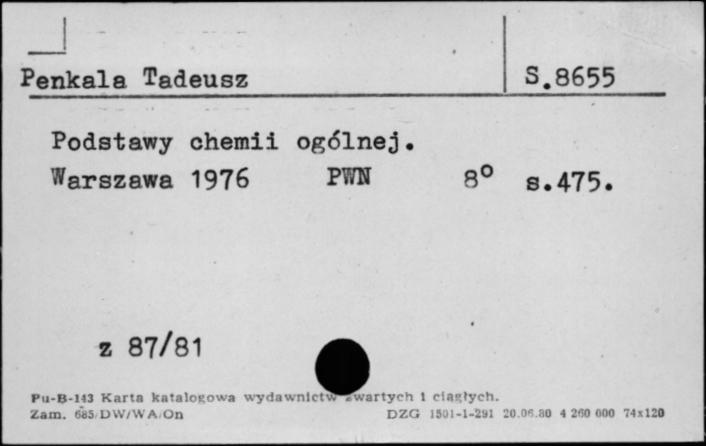 Penkala Tadeusz S.8655
Podstawy chemii ogólnej.
Warszawa 1976 PWN 8° s.475.
z 87/81
Pu-B-143 Karta katalogowa wydawnictw zwartych i ciągłych.
Zam. 685/DW/WA/On DZG 1501-1-291 20.06.80 4 260 000 74x120